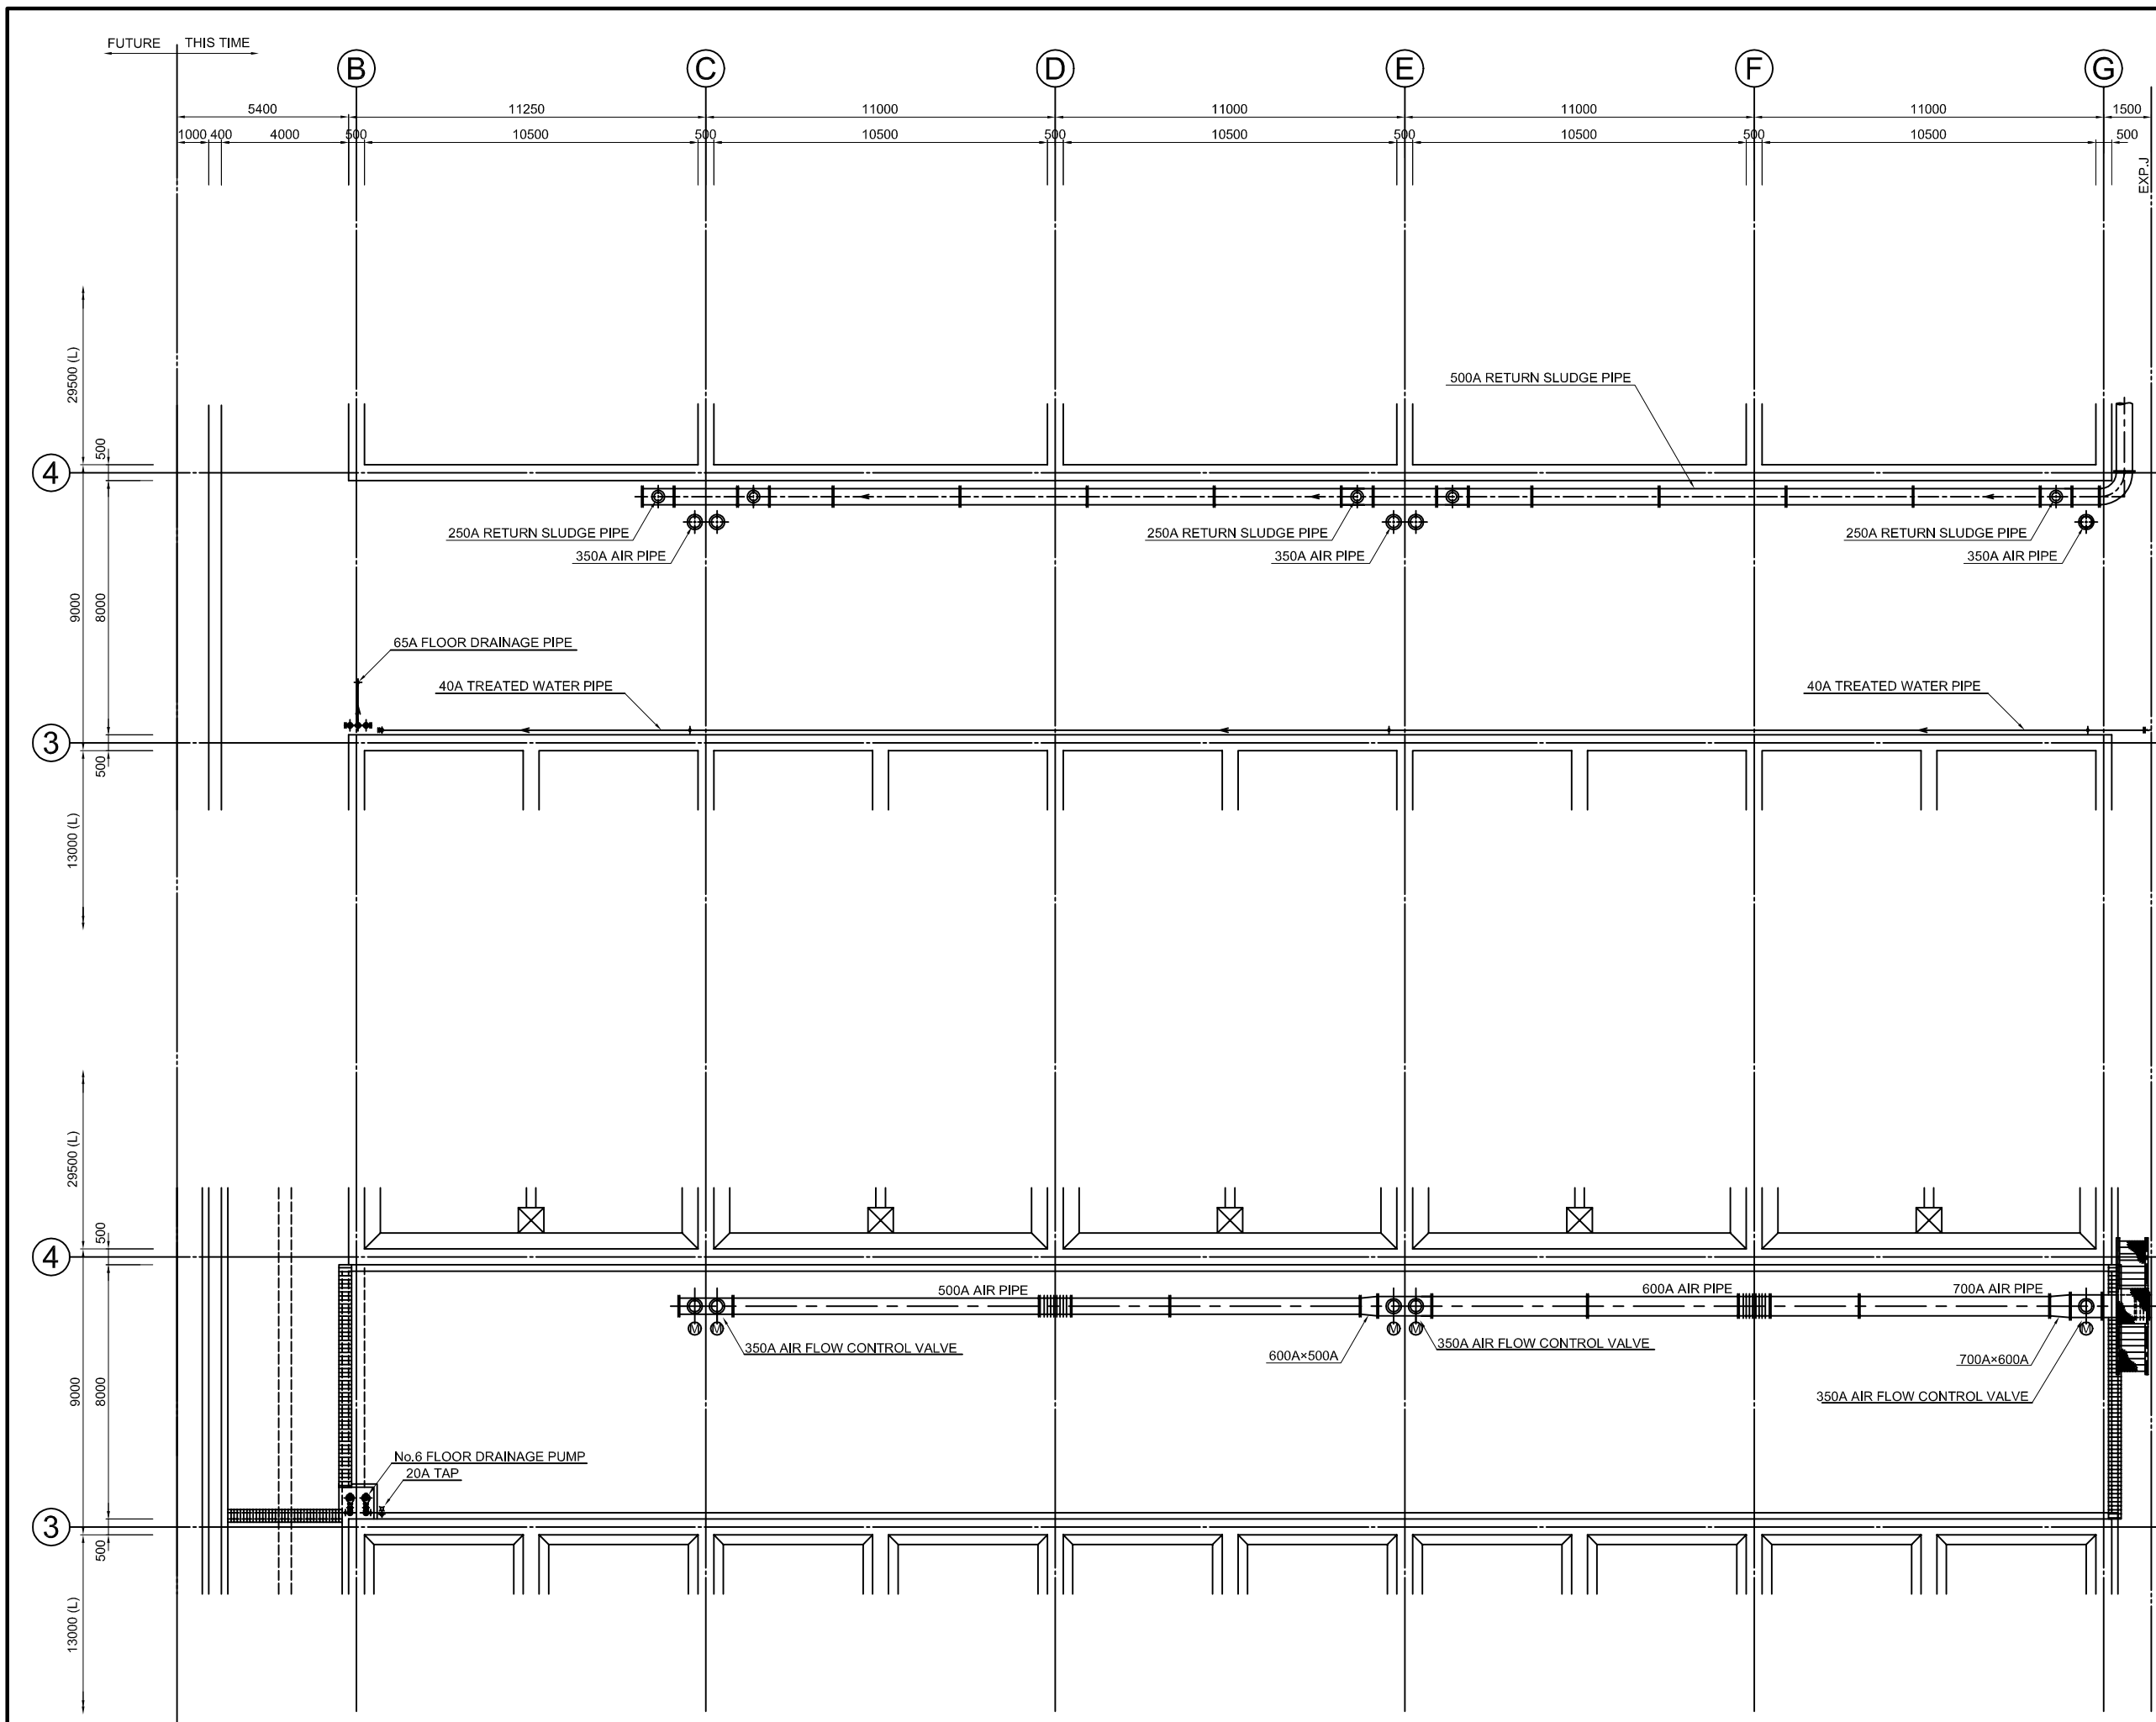 FUTURE THIS TIME
B C D E F G
5400 11250 11000 11000 11000 11000 1500
1000 400 4000 500 10500 500 10500 500 10500 500 10500 500 10500 500
EXP.J
29500 (L)
500A RETURN SLUDGE PIPE
500
4
250A RETURN SLUDGE PIPE 250A RETURN SLUDGE PIPE 250A RETURN SLUDGE PIPE
350A AIR PIPE 350A AIR PIPE 350A AIR PIPE
9000 8000
65A FLOOR DRAINAGE PIPE
40A TREATED WATER PIPE 40A TREATED WATER PIPE
3
500
13000 (L)
29500 (L)
500
4
500A AIR PIPE 600A AIR PIPE 700A AIR PIPE
M M M M M
350A AIR FLOW CONTROL VALVE 600A×500A 350A AIR FLOW CONTROL VALVE 700A×600A
350A AIR FLOW CONTROL VALVE
9000 8000
No.6 FLOOR DRAINAGE PUMP
20A TAP
3
500
13000 (L)